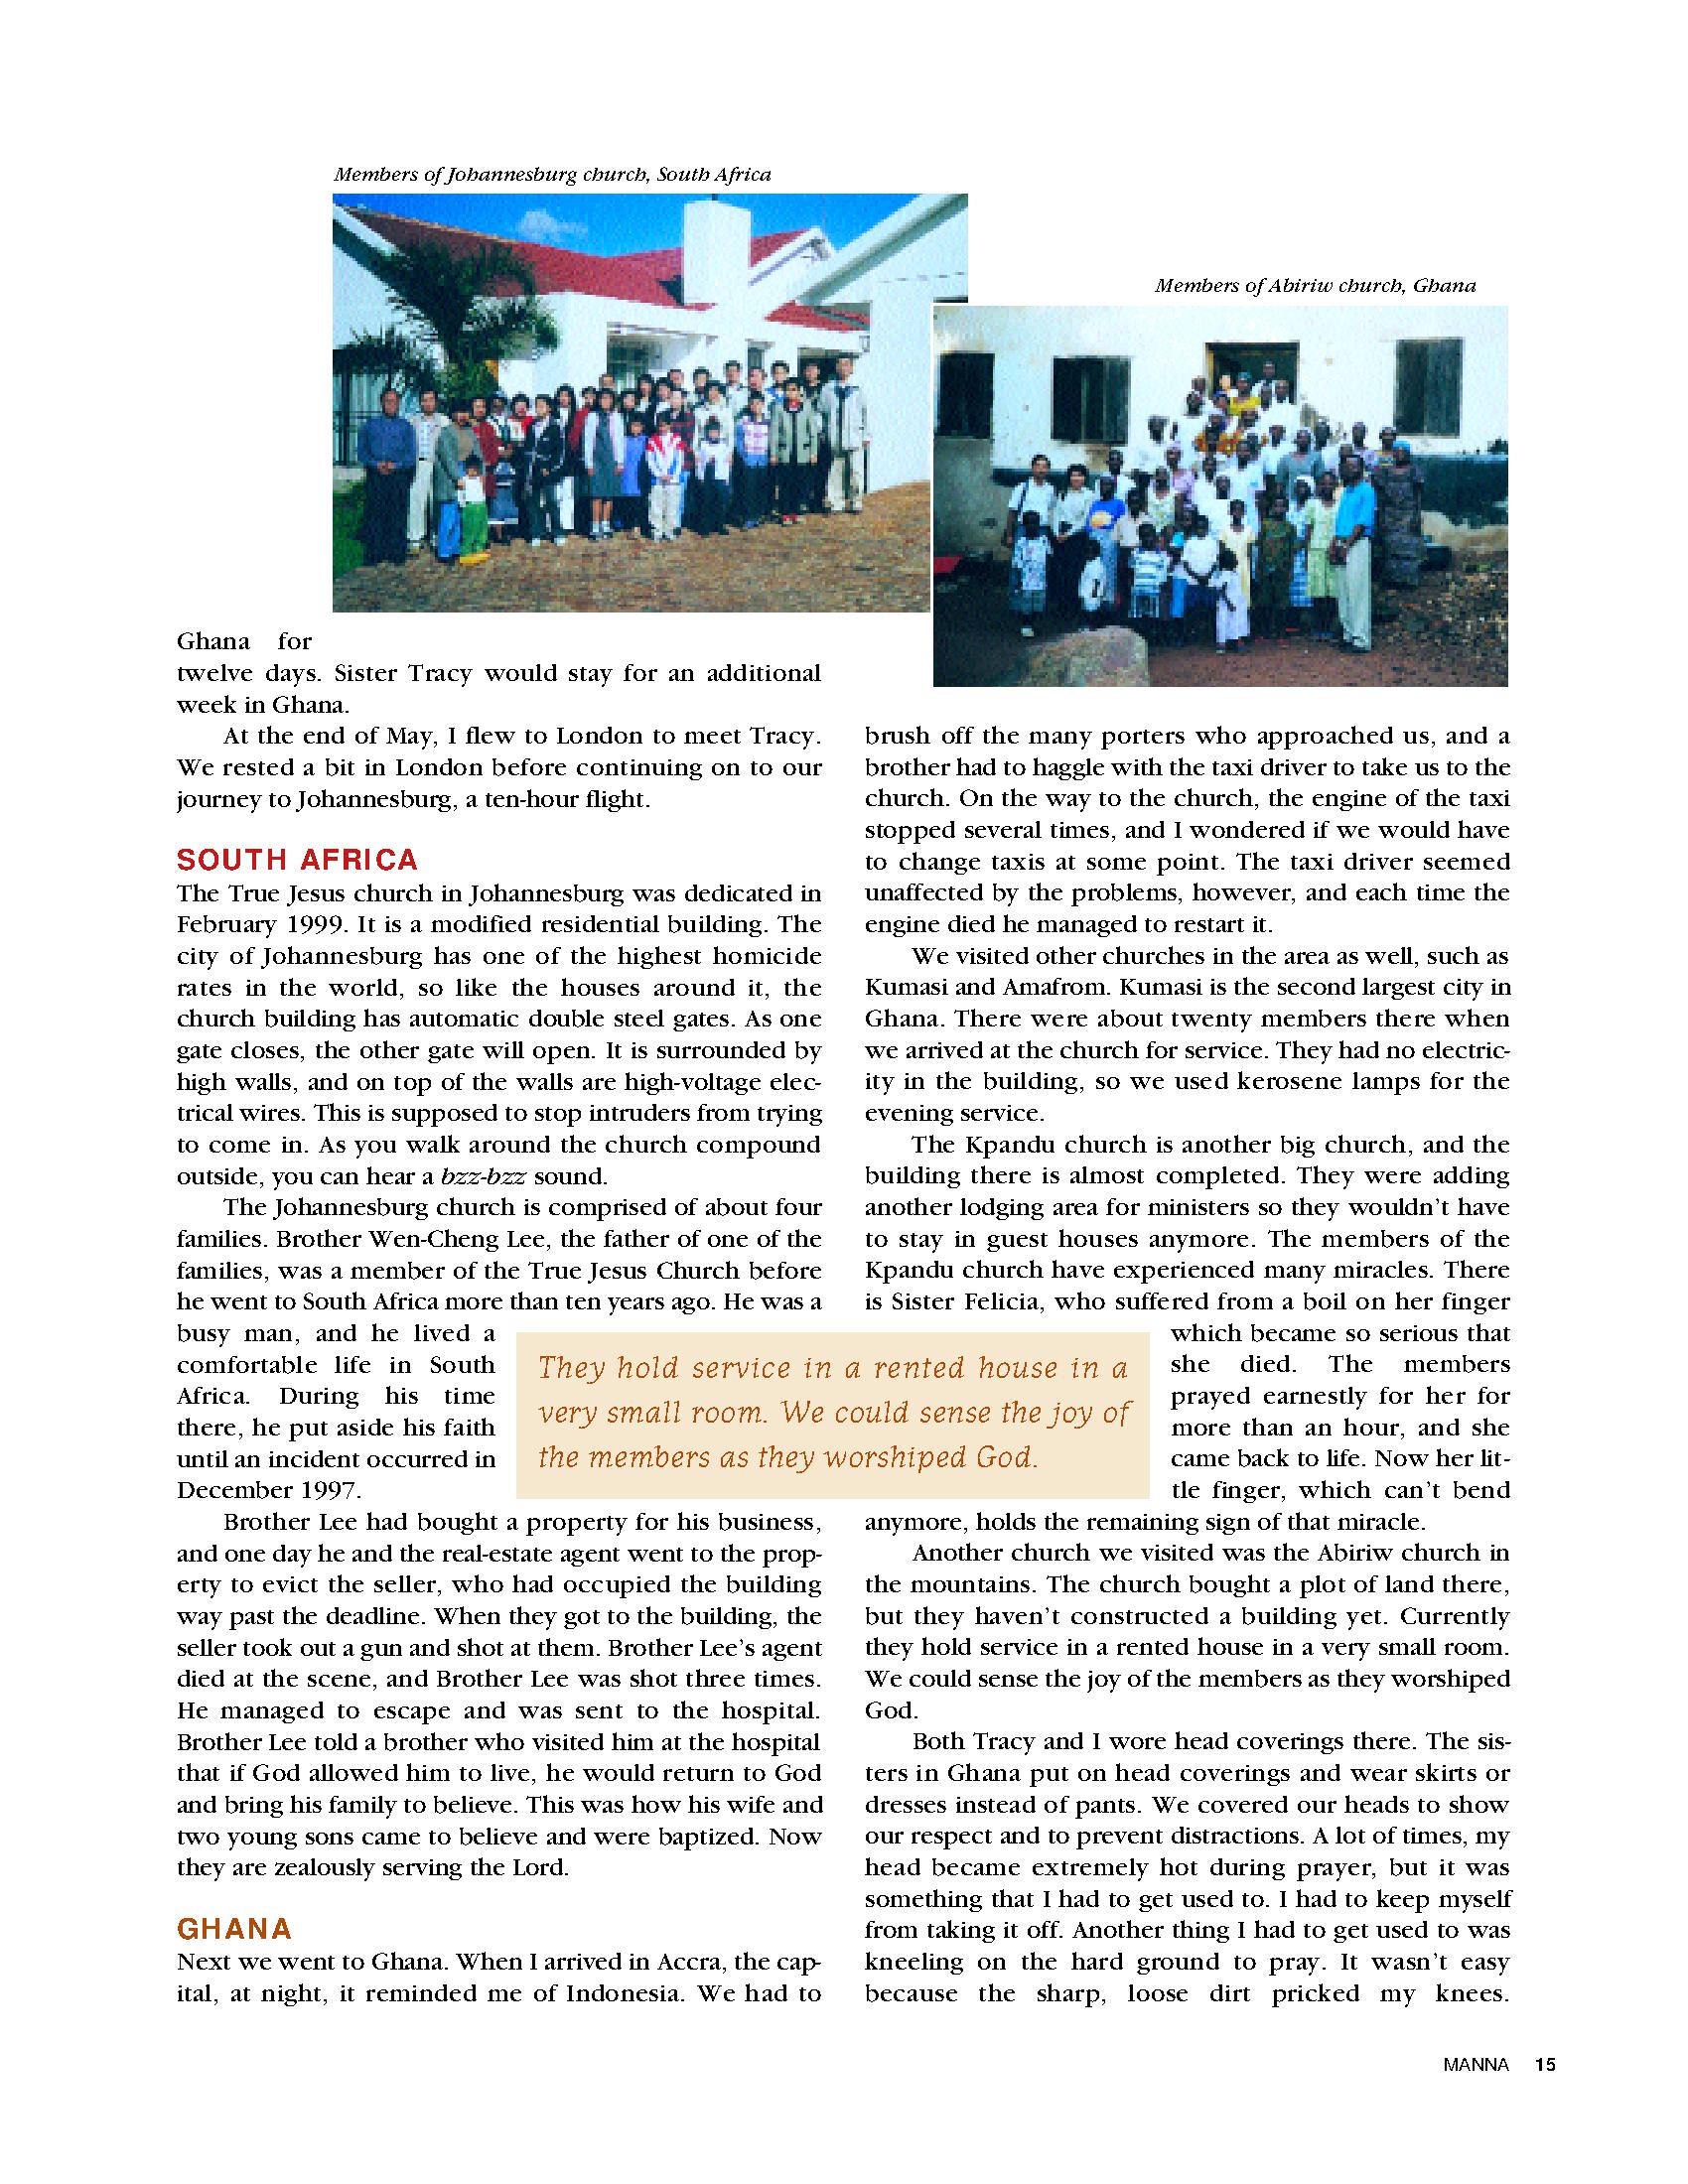 Members of Johannesburg church, South Africa
Members of Abiriw church, Ghana
Ghana for
twelve days. Sister Tracy would stay for an additional
week in Ghana.
At the end of May, I flew to London to meet Tracy.
We rested a bit in London before continuing on to our
journey to Johannesburg, a ten-hour flight.
SOUTH AFRICA
The True Jesus church in Johannesburg was dedicated in
February 1999. It is a modified residential building. The
city of Johannesburg has one of the highest homicide
rates in the world, so like the houses around it, the
church building has automatic double steel gates. As one
gate closes, the other gate will open. It is surrounded by
high walls, and on top of the walls are high-voltage elec-
trical wires. This is supposed to stop intruders from trying
to come in. As you walk around the church compound
outside, you can hear a bzz-bzz sound.
The Johannesburg church is comprised of about four
families. Brother Wen-Cheng Lee, the father of one of the
families, was a member of the True Jesus Church before
he went to South Africa more than ten years ago. He was a
busy man, and he lived a
comfortable life in South
Africa. During his time
there, he put aside his faith
until an incident occurred in
December 1997.
Brother Lee had bought a property for his business,
and one day he and the real-estate agent went to the prop-
erty to evict the seller, who had occupied the building
way past the deadline. When they got to the building, the
seller took out a gun and shot at them. Brother Lee's agent
died at the scene, and Brother Lee was shot three times.
He managed to escape and was sent to the hospital.
Brother Lee told a brother who visited him at the hospital
that if God allowed him to live, he would return to God
and bring his family to believe. This was how his wife and
two young sons came to believe and were baptized. Now
they are zealously serving the Lord.
GHANA
Next we went to Ghana. When I arrived in Accra, the cap-
ital, at night, it reminded me of Indonesia. We had to
brush off the many porters who approached us, and a
brother had to haggle with the taxi driver to take us to the
church. On the way to the church, the engine of the taxi
stopped several times, and I wondered if we would have
to change taxis at some point. The taxi driver seemed
unaffected by the problems, however, and each time the
engine died he managed to restart it.
We visited other churches in the area as well, such as
Kumasi and Amafrom. Kumasi is the second largest city in
Ghana. There were about twenty members there when
we arrived at the church for service. They had no electric-
ity in the building, so we used kerosene lamps for the
evening service.
The Kpandu church is another big church, and the
building there is almost completed. They were adding
another lodging area for ministers so they wouldn't have
to stay in guest houses anymore. The members of the
Kpandu church have experienced many miracles. There
is Sister Felicia, who suffered from a boil on her finger
which became so serious that
she died. The members
prayed earnestly for her for
more than an hour, and she
came back to life. Now her lit-
tle finger, which can't bend
anymore, holds the remaining sign of that miracle.
Another church we visited was the Abiriw church in
the mountains. The church bought a plot of land there,
but they haven't constructed a building yet. Currently
they hold service in a rented house in a very small room.
We could sense the joy of the members as they worshiped
God.
Both Tracy and I wore head coverings there. The sis-
ters in Ghana put on head coverings and wear skirts or
dresses instead of pants. We covered our heads to show
our respect and to prevent distractions. A lot of times, my
head became extremely hot during prayer, but it was
something that I had to get used to. I had to keep myself
from taking it off. Another thing I had to get used to was
kneeling on the hard ground to pray. It wasn't easy
because the sharp, loose dirt pricked my knees.
They hold service in a rented house in a
very small room. We could sense the joy of
the members as they worshiped God.
MANNA 15